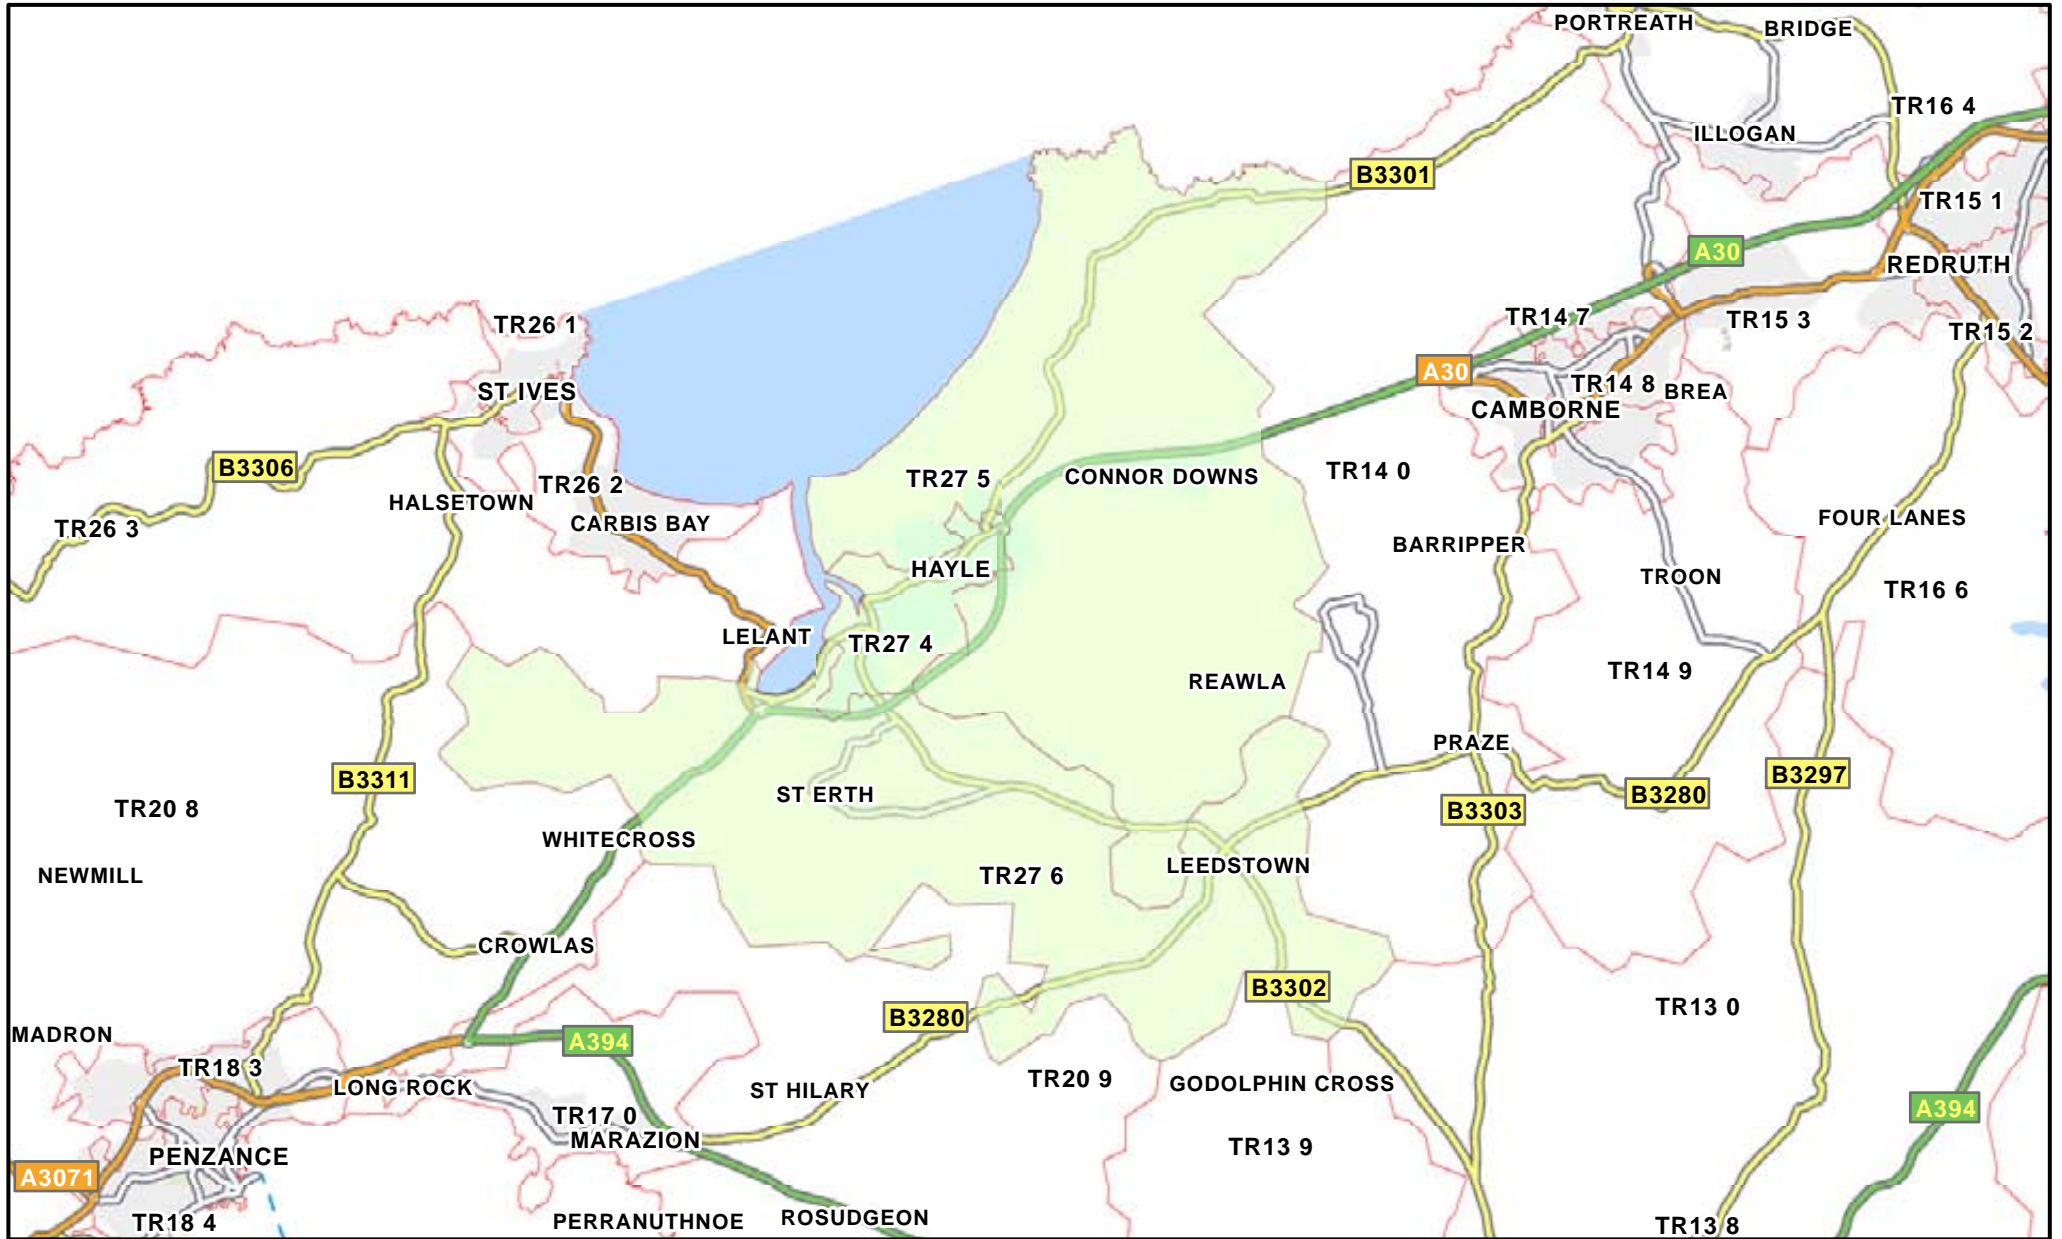 PORTREATH
BRIDGE
TR16 4
ILLOGAN
B3301
TR15 1
A30
REDRUTH
TR26 1
TR14 7
TR15 3
TR15 2
A30
ST IVES
TR14 8
BREA
CAMBORNE
B3306
TR26 2
TR27 5
CONNOR DOWNS
TR14 0
HALSETOWN
TR26 3
CARBIS BAY
FOUR LANES
BARRIPPER
HAYLE
TROON
TR16 6
LELANT
TR27 4
TR14 9
REAWLA
PRAZE
B3311
B3297
ST ERTH
B3280
TR20 8
B3303
WHITECROSS
NEWMILL
TR27 6
LEEDSTOWN
CROWLAS
B3302
TR13 0
B3280
MADRON
A394
TR18 3
LONG ROCK
ST HILARY
TR20 9
GODOLPHIN CROSS
A394
TR17 0
MARAZION
TR13 9
PENZANCE
A3071
TR18 4
PERRANUTHNOE
ROSUDGEON
TR13 8